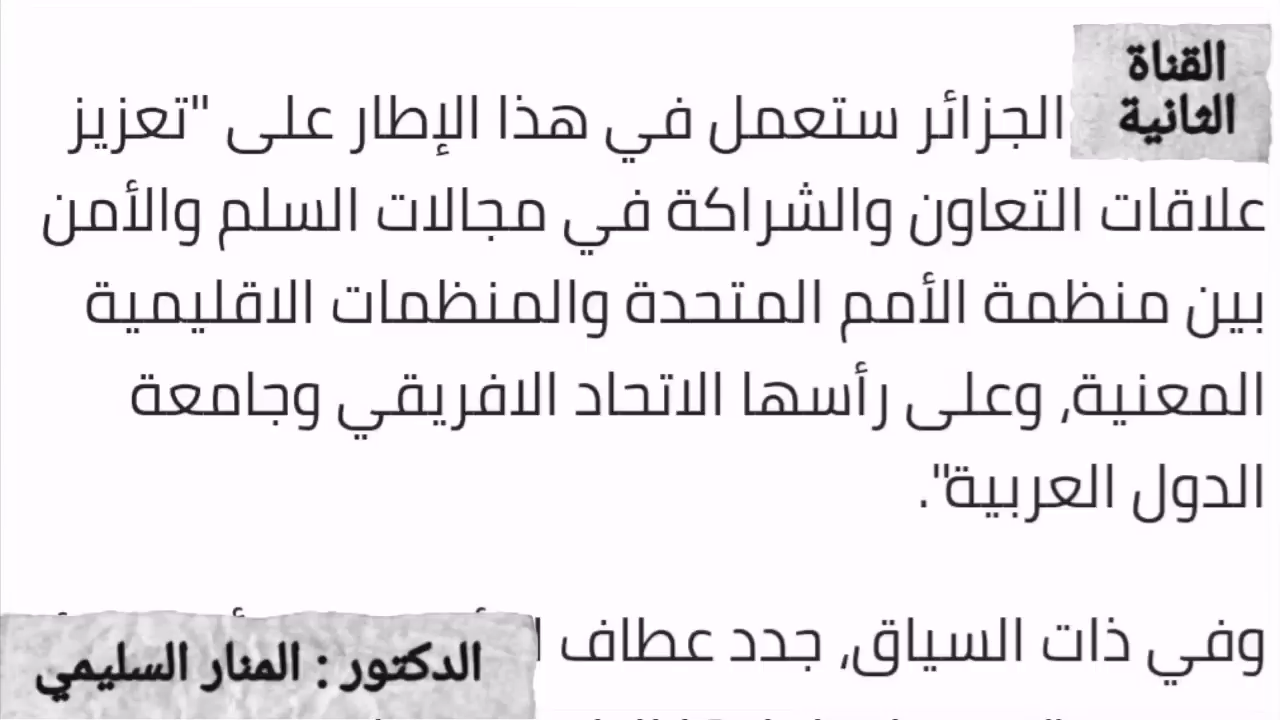 القناة
الثانية
الجزائر ستعمل في هذا الإطار على "تعزيز
علاقات التعاون والشراكة في مجالات السلم والأمن
بين منظمة الأمم المتحدة والمنظمات الاقليمية
المعنية, وعلى رأسها الاتحاد الافريقي وجامعة
الدول العربية".
وفي ذات السياق, جدد عطاف
الدكتور : المنار السليمي